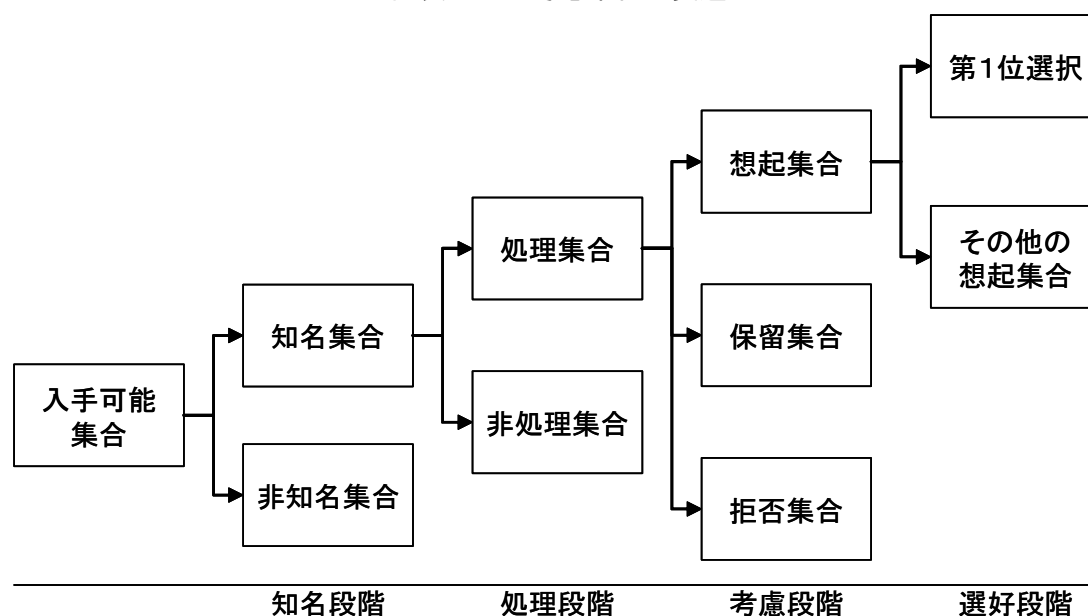 第1位選択
想起集合
その他の
想起集合
処理集合
知名集合
保留集合
入手可能
集合
非処理集合
非知名集合
拒否集合
知名段階
処理段階
考慮段階
選好段階